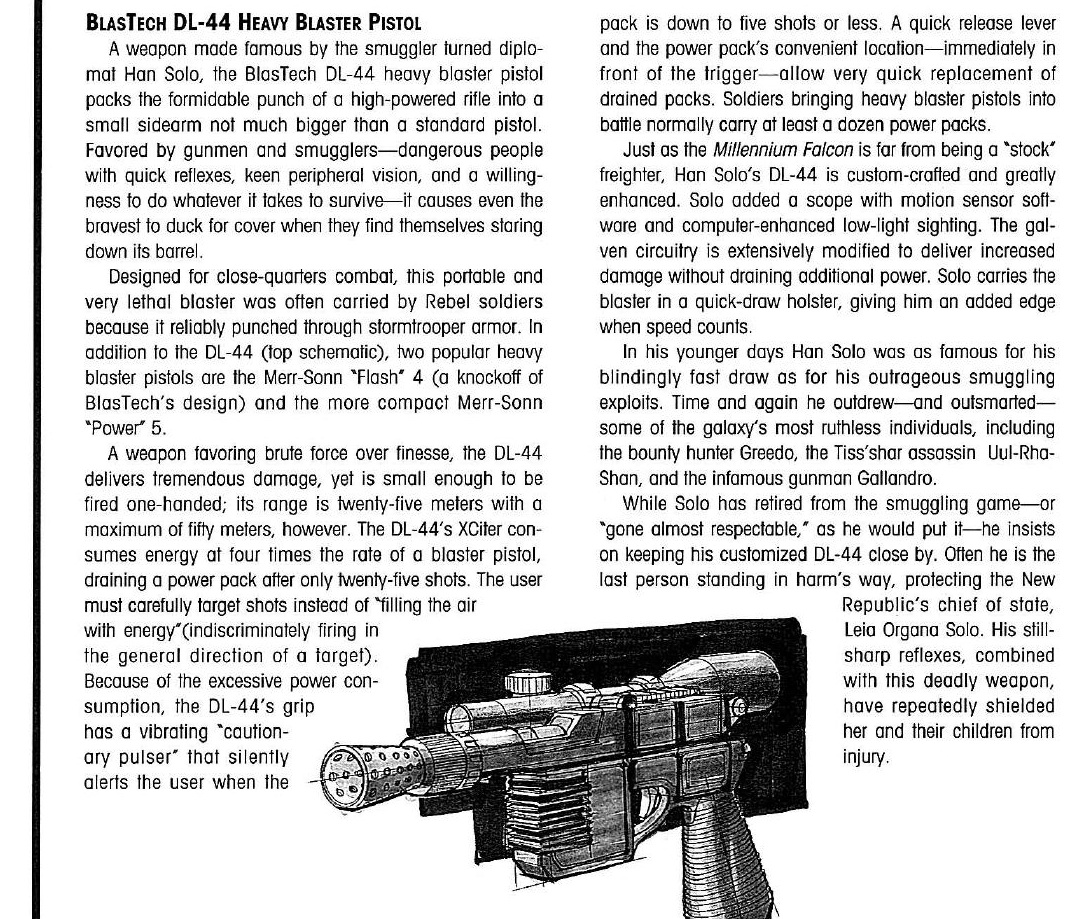 BLASTECH DL-44 HEAVY BLASTER PISTOL
A weapon made famous by the smuggler turned diplo-
mat Han Solo, the BlasTech DL-44 heavy blaster pistol
packs the formidable punch of a high-powered rifle into a
small sidearm not much bigger than a standard pistol.
Favored by gunmen and smugglers—dangerous people
with quick reflexes, keen peripheral vision, and a willing-
ness to do whatever it takes to survive—it causes even the
bravest to duck for cover when they find themselves staring
down its barrel.
Designed for close-quarters combat, this portable and
very lethal blaster was often carried by Rebel soldiers
because it reliably punched through stormtrooper armor. In
addition to the DL-44 (top schematic), two popular heavy
blaster pistols are the Merr-Sonn "Flash" 4 (a knockoff of
BlasTech's design) and the more compact Merr-Sonn
"Power" 5.
A weapon favoring brute force over finesse, the DL-44
delivers tremendous damage, yet is small enough to be
fired one-handed; its range is twenty-five meters with a
maximum of fifty meters, however. The DL-44's XCiter con-
sumes energy at four times the rate of a blaster pistol,
draining a power pack after only twenty-five shots. The user
must carefully target shots instead of "filling the air
with energy"(indiscriminately firing in
the general direction of a target).
Because of the excessive power con-
sumption, the DL-44's grip
has a vibrating "caution-
ary pulser" that silently
alerts the user when the
pack is down to five shots or less. A quick release lever
and the power pack's convenient location—immediately in
front of the trigger—allow very quick replacement of
drained packs. Soldiers bringing heavy blaster pistols into
battle normally carry at least a dozen power packs.
Just as the Millennium Falcon is far from being a "stock"
freighter, Han Solo's DL-44 is custom-crafted and greatly
enhanced. Solo added a scope with motion sensor soft-
ware and computer-enhanced low-light sighting. The gal-
ven circuitry is extensively modified to deliver increased
damage without draining additional power. Solo carries the
blaster in a quick-draw holster, giving him an added edge
when speed counts.
In his younger days Han Solo was as famous for his
blindingly fast draw as for his outrageous smuggling
exploits. Time and again he outdrew—and outsmarted—
some of the galaxy's most ruthless individuals, including
the bounty hunter Greedo, the Tiss'shar assassin Uul-Rha-
Shan, and the infamous gunman Gallandro.
While Solo has retired from the smuggling game—or
"gone almost respectable," as he would put it—he insists
on keeping his customized DL-44 close by. Often he is the
last person standing in harm's way, protecting the New
Republic's chief of state,
Leia Organa Solo. His still-
sharp reflexes, combined
with this deadly weapon,
have repeatedly shielded
her and their children from
injury.